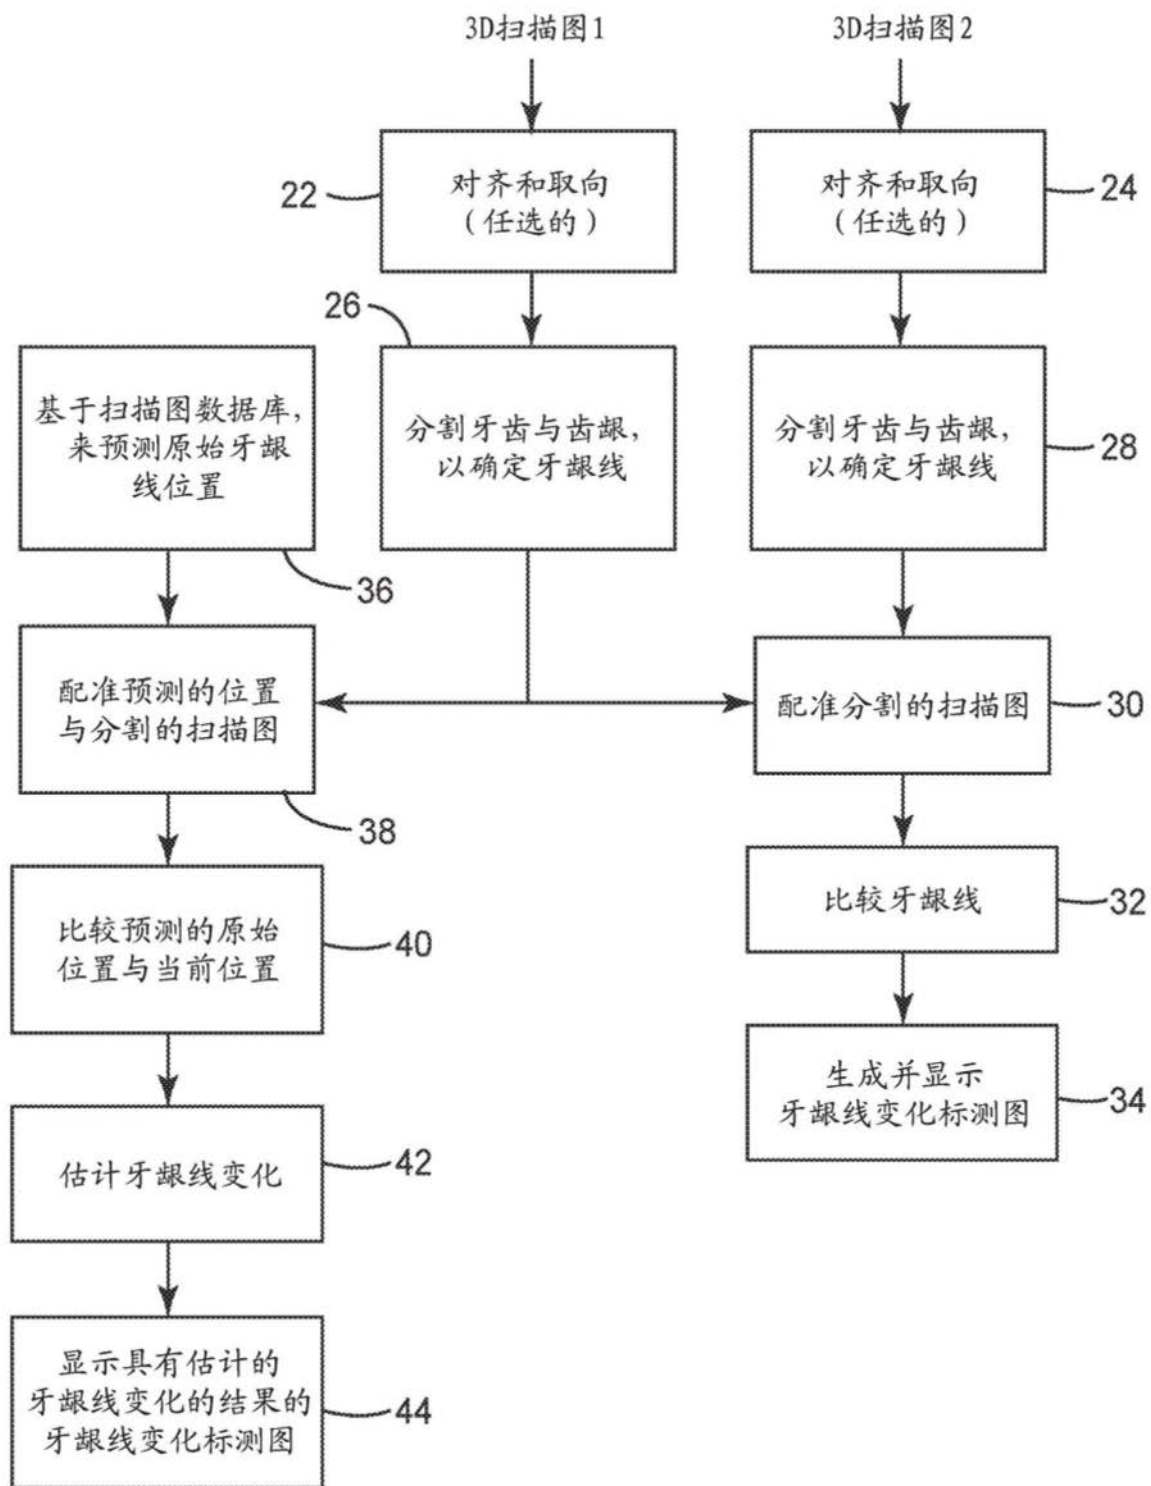 3D扫描图1
3D扫描图2
22
对齐和取向
(任选的)
对齐和取向
(任选的)
24
26
基于扫描图数据库,
来预测原始牙龈
线位置
36
分割牙齿与齿龈,
以确定牙龈线
分割牙齿与齿龈,
以确定牙龈线
28
配准预测的位置
与分割的扫描图
38
配准分割的扫描图
30
比较预测的原始
位置与当前位置
40
比较牙龈线
32
估计牙龈线变化
42
生成并显示
牙龈线变化标测图
34
显示具有估计的
牙龈线变化的结果的
牙龈线变化标测图
44